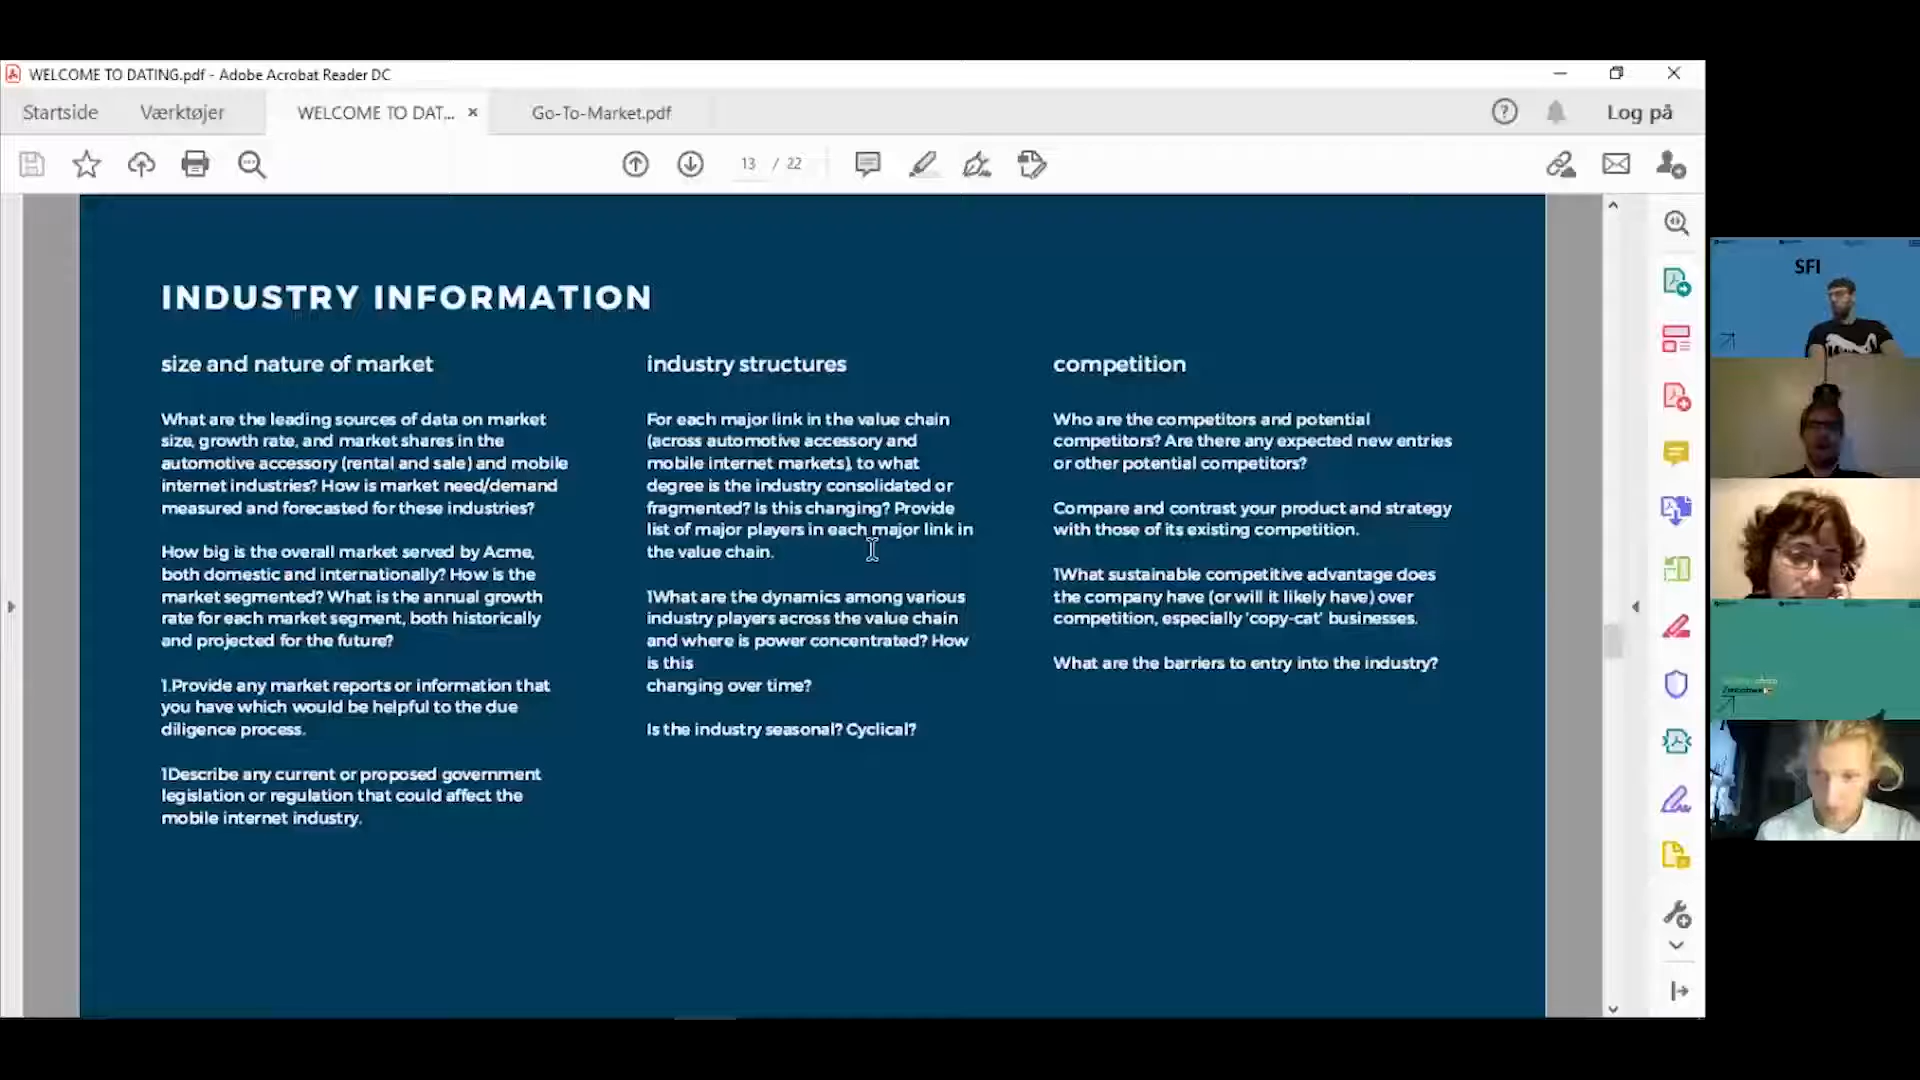 WELCOME TO DATING.pdf - Adobe Acrobat Reader DC
Startside
Værktøjer
WELCOME TO DAT...
Go-To-Market.pdf
Log på
13 / 22
INDUSTRY INFORMATION
size and nature of market
What are the leading sources of data on market
size, growth rate, and market shares in the
automotive accessory (rental and sale) and mobile
internet industries? How is market need/demand
measured and forecasted for these industries?
How big is the overall market served by Acme,
both domestic and internationally? How is the
market segmented? What is the annual growth
rate for each market segment, both historically
and projected for the future?
1.Provide any market reports or information that
you have which would be helpful to the due
diligence process.
1Describe any current or proposed government
legislation or regulation that could affect the
mobile internet industry.
industry structures
For each major link in the value chain
(across automotive accessory and
mobile internet markets), to what
degree is the industry consolidated or
fragmented? Is this changing? Provide
list of major players in each major link in
the value chain.
1What are the dynamics among various
industry players across the value chain
and where is power concentrated? How
is this
changing over time?
Is the industry seasonal? Cyclical?
competition
Who are the competitors and potential
competitors? Are there any expected new entries
or other potential competitors?
Compare and contrast your product and strategy
with those of its existing competition.
1What sustainable competitive advantage does
the company have (or will it likely have) over
competition, especially 'copy-cat' businesses.
What are the barriers to entry into the industry?
SFI